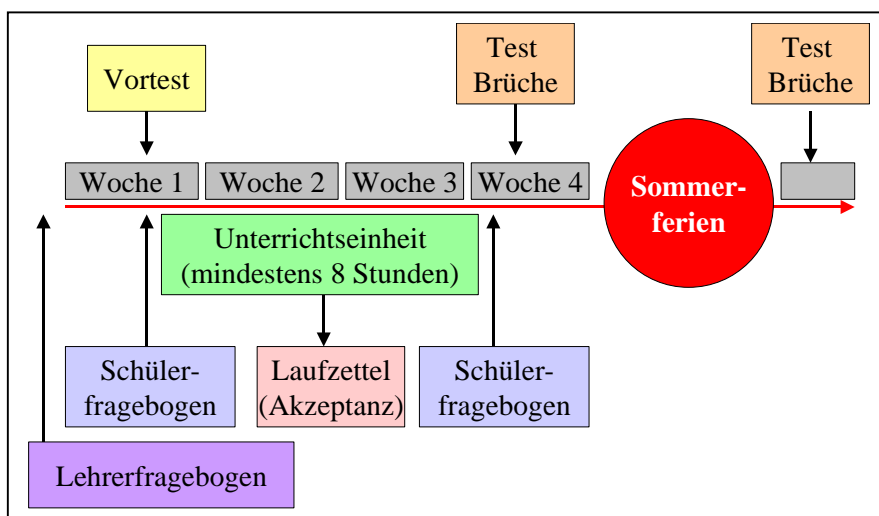 Vortest
Test
Brüche
Test
Brüche
Woche 1
Woche 2
Woche 3
Woche 4
Sommer-
ferien
Unterrichtseinheit
(mindestens 8 Stunden)
Schüler-
fragebogen
Laufzettel
(Akzeptanz)
Schüler-
fragebogen
Lehrerfragebogen